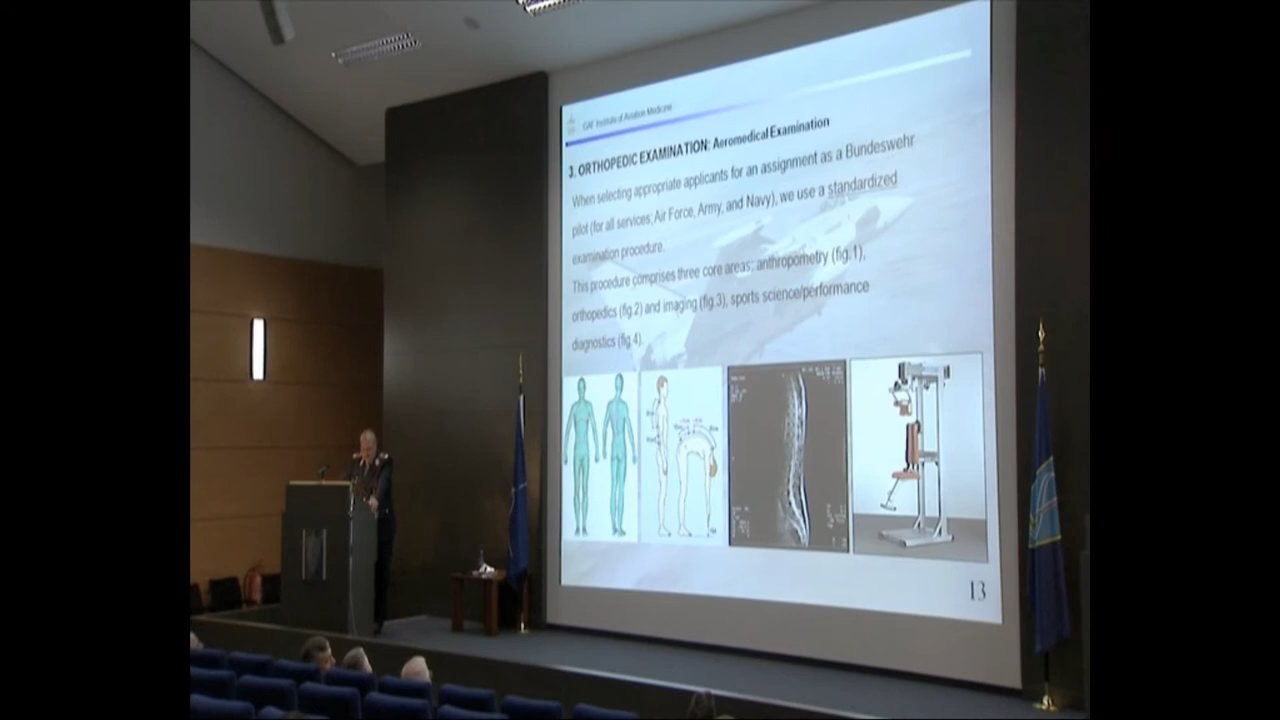 GAF Institute of Aviation Medicine
3. ORTHOPEDIC EXAMINATION: Aeromedical Examination
When selecting appropriate applicants for an assignment as a Bundeswehr
pilot (for all services; Air Force, Army, and Navy), we use a standardized
examination procedure.
This procedure comprises three core areas: anthropometry (fig.1),
orthopedics (fig.2) and imaging (fig.3), sports science/performance
diagnostics (fig.4).
13